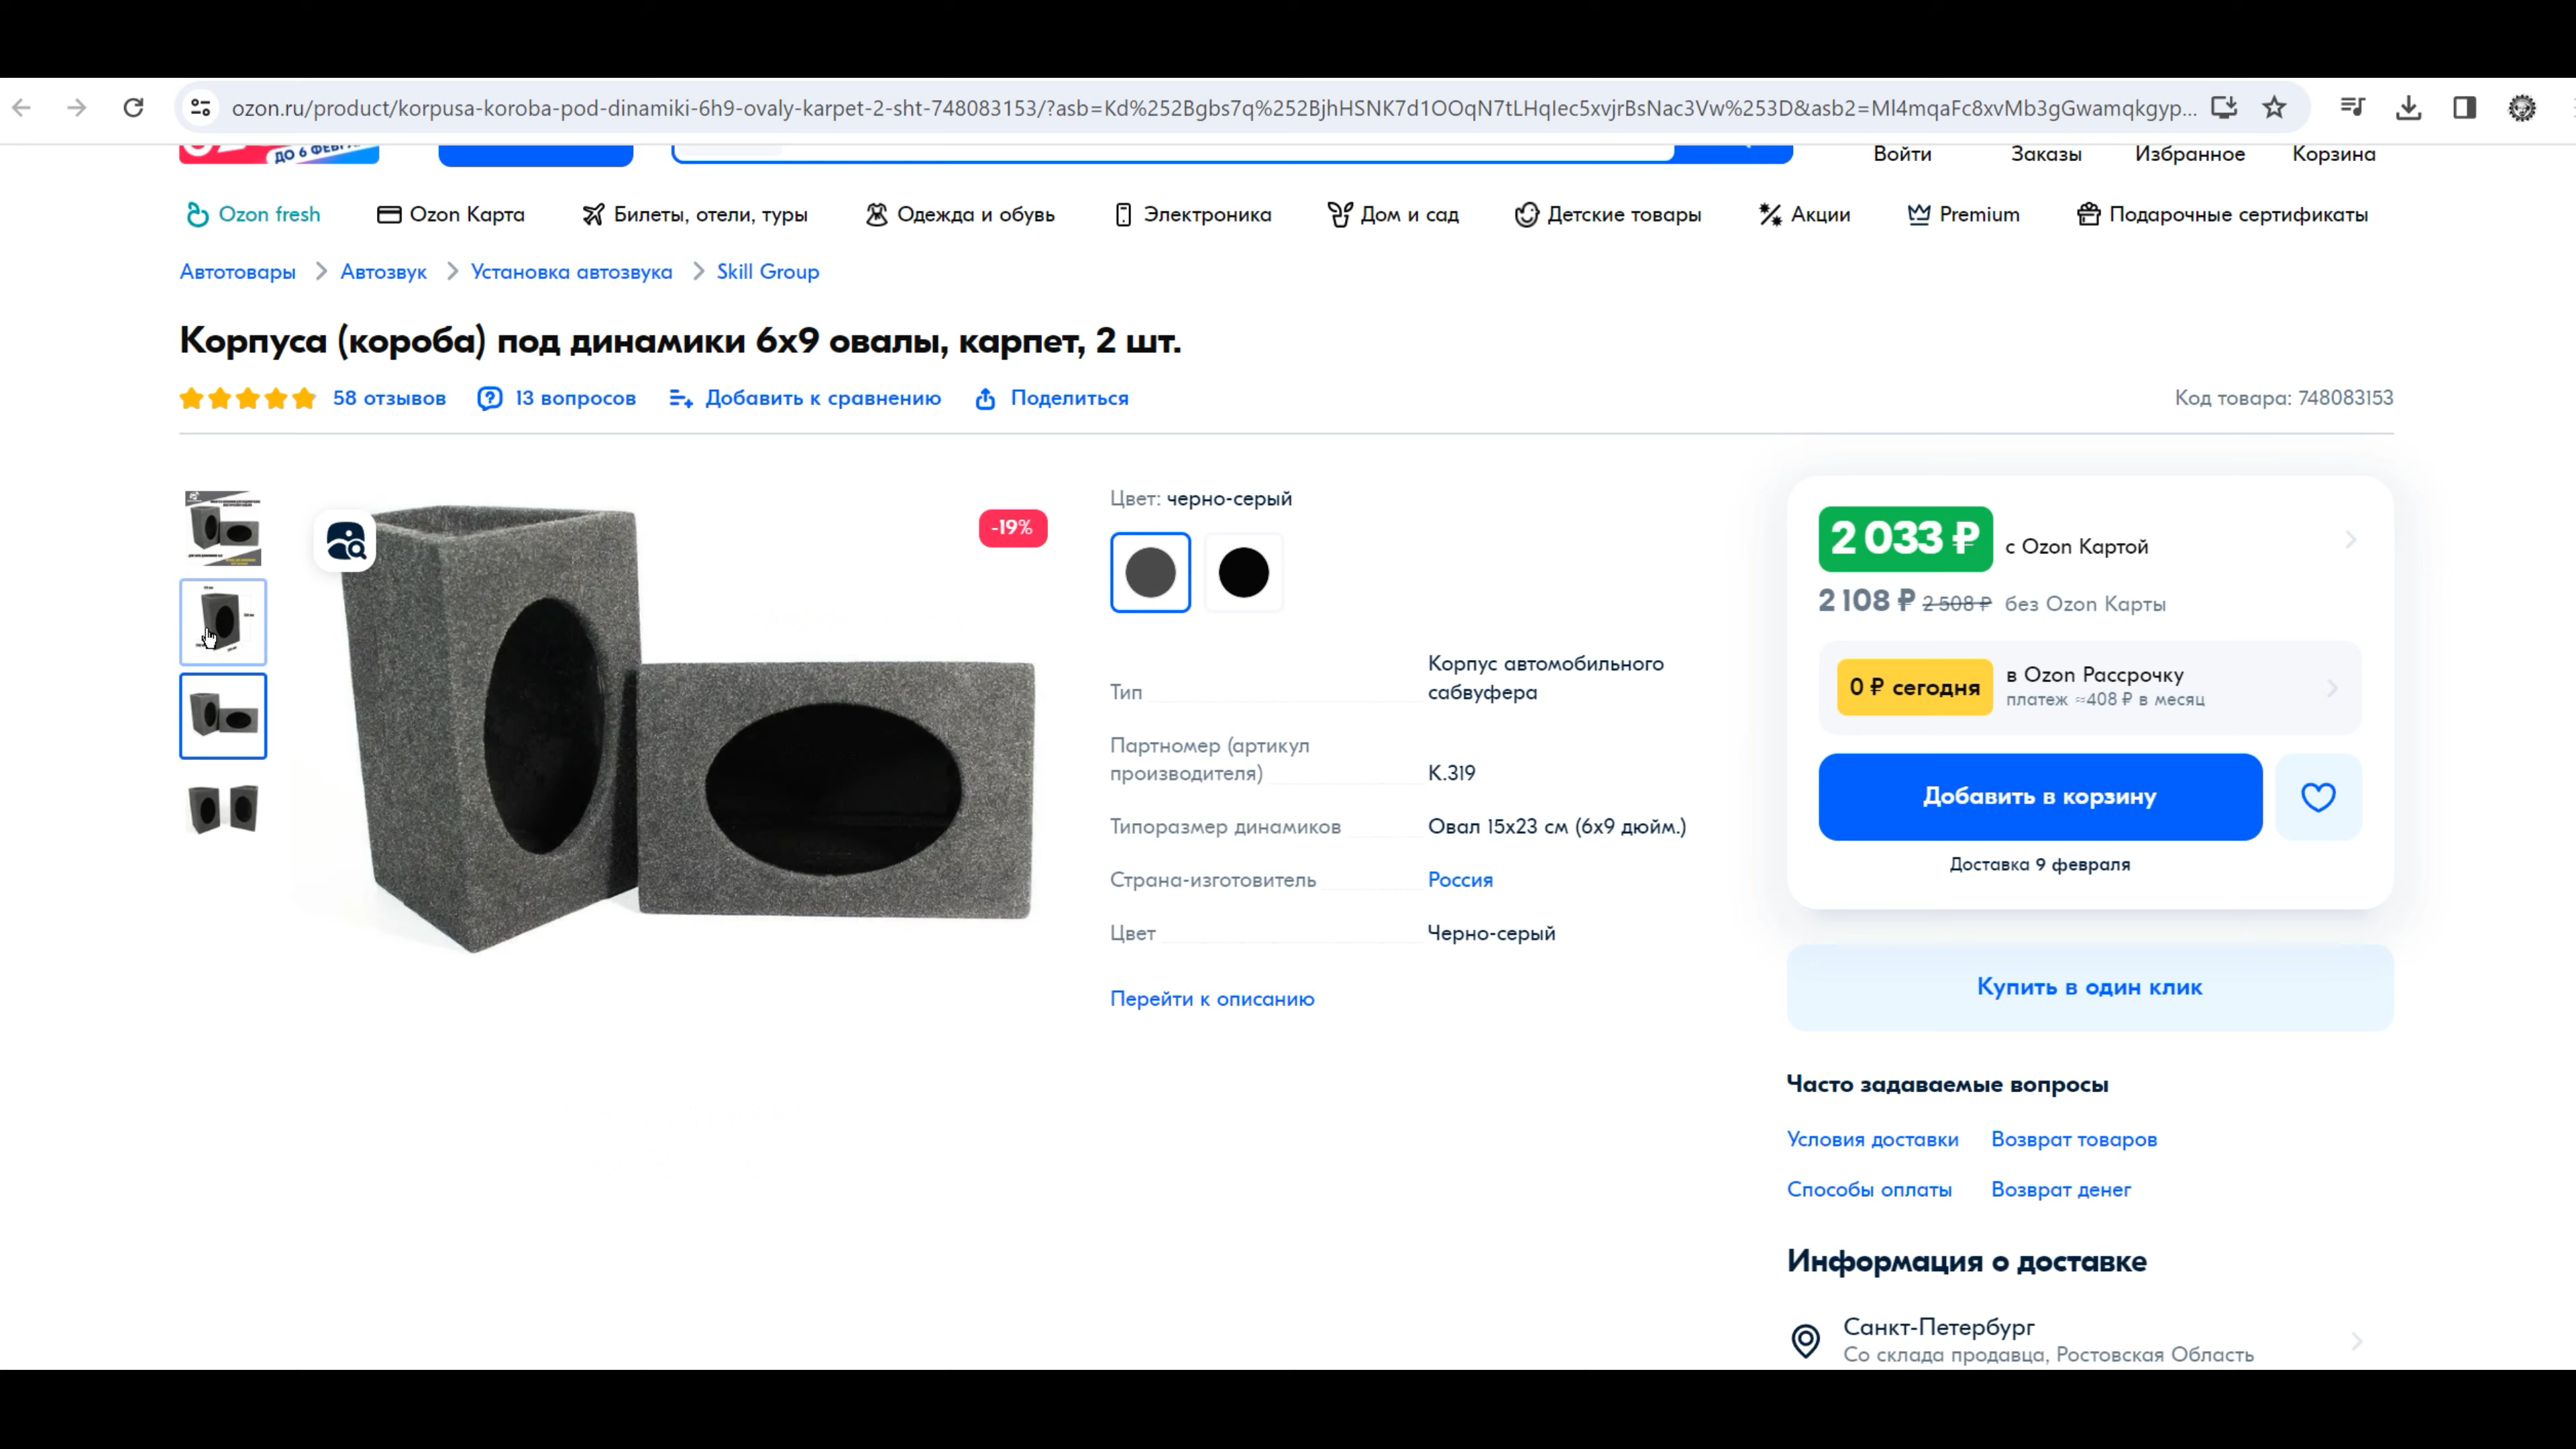 ozon.ru/product/korpusa-koroba-pod-dinamiki-6h9-ovaly-karpet-2-sht-748083153/?asb=Kd%252Bgbs7q%252BjhHSNK7d1OOqN7tLHqIec5xvjrBsNac3Vw%253D&asb2=Ml4mqaFc8xvMb3gGwamqkgyp...
ДО 6 ФЕВРА
Войти Заказы Избранное Корзина
Ozon fresh Ozon Карта Билеты, отели, туры Одежда и обувь Электроника Дом и сад Детские товары Акции Premium Подарочные сертификаты
Автотовары Автозвук Установка автозвука Skill Group
Корпуса (короба) под динамики 6x9 овалы, карпет, 2 шт.
58 отзывов 13 вопросов Добавить к сравнению Поделиться Код товара: 748083153
-19%
Цвет: черно-серый
Тип Корпус автомобильного
сабвуфера
Партномер (артикул
производителя) К.319
Типоразмер динамиков Овал 15x23 см (6x9 дюйм.)
Страна-изготовитель Россия
Цвет Черно-серый
Перейти к описанию
2 033 ₽ с Ozon Картой
2 108 ₽ 2 508 ₽ без Ozon Карты
0 ₽ сегодня в Ozon Рассрочку
платеж ≈408 ₽ в месяц
Добавить в корзину
Доставка 9 февраля
Купить в один клик
Часто задаваемые вопросы
Условия доставки Возврат товаров
Способы оплаты Возврат денег
Информация о доставке
Санкт-Петербург
Со склада продавца, Ростовская Область